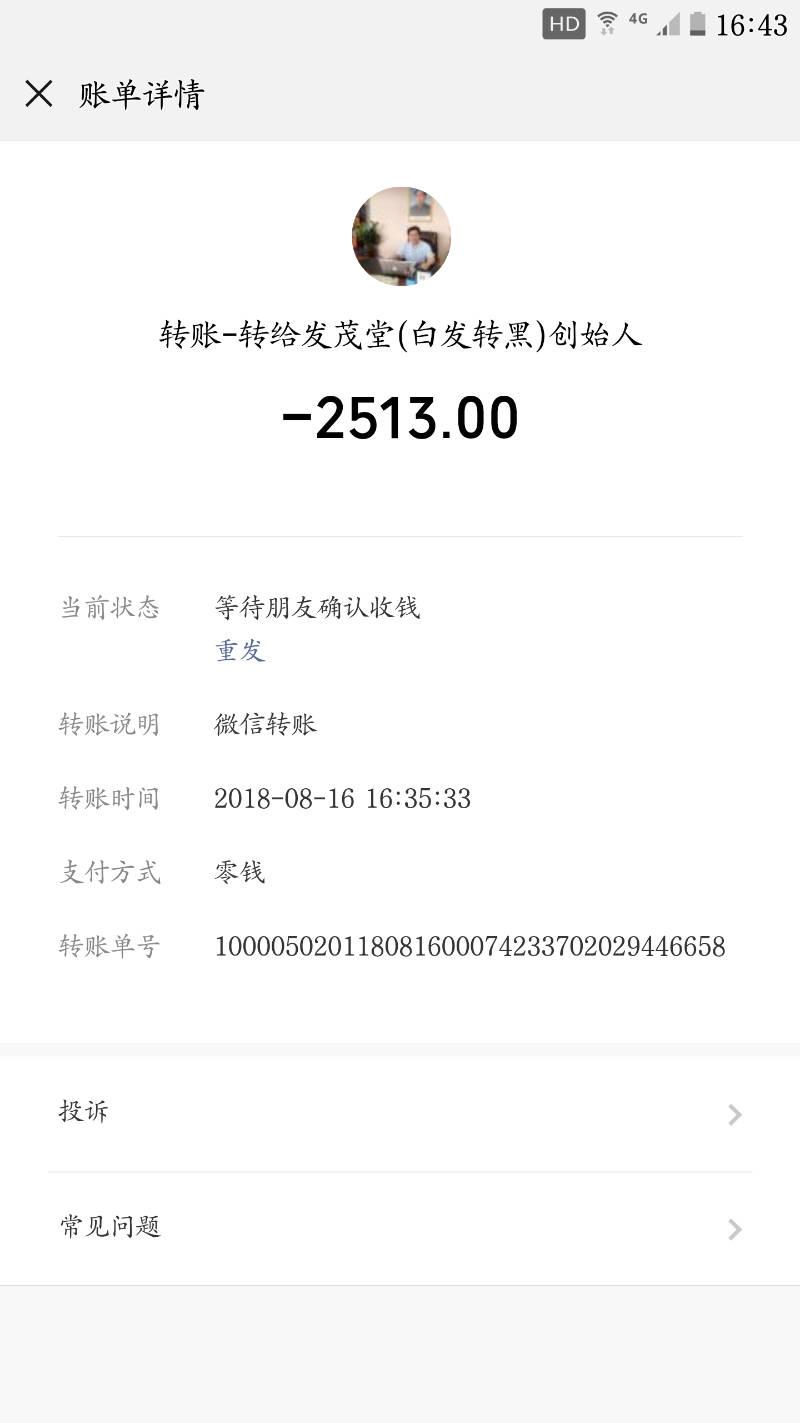 HD 4G 16:43
账单详情
转账-转给发茂堂(白发转黑)创始人
-2513.00
当前状态 等待朋友确认收钱
重发
转账说明 微信转账
转账时间 2018-08-16 16:35:33
支付方式 零钱
转账单号 100005020118081600074233702029446658
投诉
常见问题